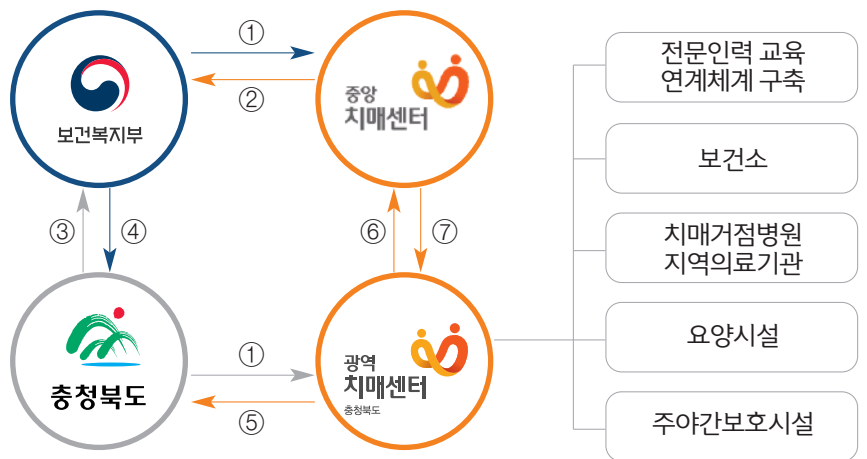 ①
②
보건복지부
중앙
치매센터
③
④
⑥
⑦
충청북도
①
⑤
광역
치매센터
충청북도
전문인력 교육
연계체계 구축
보건소
치매거점병원
지역의료기관
요양시설
주야간보호시설